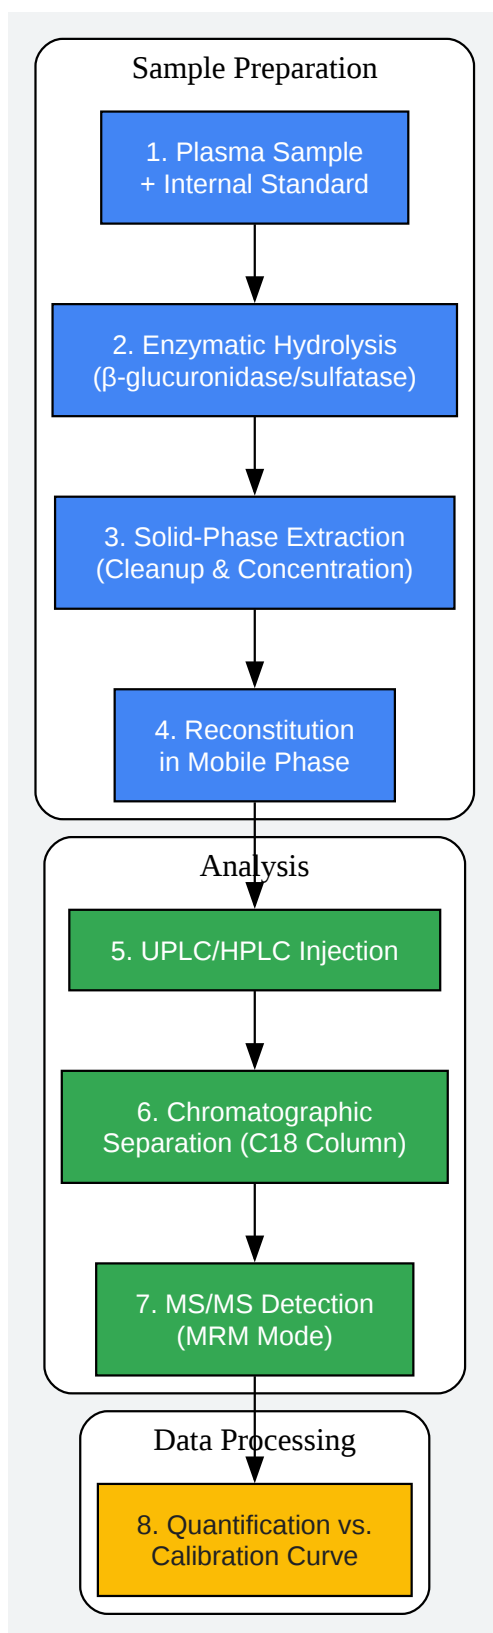 Sample Preparation
1. Plasma Sample
+ Internal Standard
2. Enzymatic Hydrolysis
(β-glucuronidase/sulfatase)
3. Solid-Phase Extraction
(Cleanup & Concentration)
4. Reconstitution
in Mobile Phase
Analysis
5. UPLC/HPLC Injection
6. Chromatographic
Separation (C18 Column)
7. MS/MS Detection
(MRM Mode)
Data Processing
8. Quantification vs.
Calibration Curve